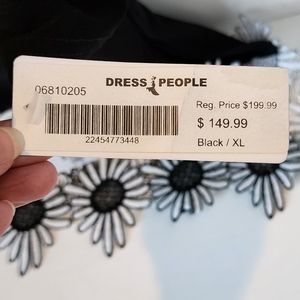 DRESS PEOPLE
06810205
Reg. Price $199.99
$ 149.99
22454773448
Black / XL